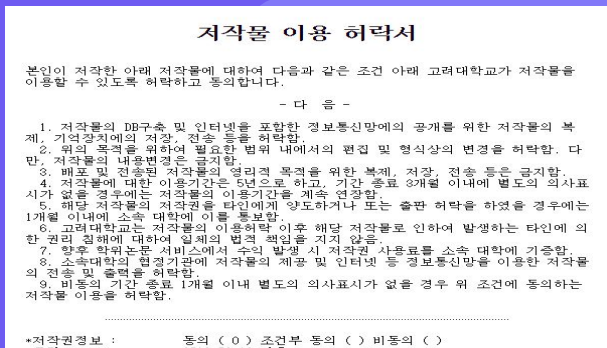 저작물 이용 허락서
본인이 저작한 아래 저작물에 대하여 다음과 같은 조건 아래 고려대학교가 저작물을
이용할 수 있도록 허락하고 동의합니다.
- 다 음 -
1. 저작물의 DB구축 및 인터넷을 포함한 정보통신망에의 공개를 위한 저작물의 복
제, 기억장치에의 저장, 전송 등을 허락함.
2. 위의 목적을 위하여 필요한 범위 내에서의 편집 및 형식상의 변경을 허락함. 다
만, 저작물의 내용변경은 금지함.
3. 배포 및 전송된 저작물의 영리적 목적을 위한 복제, 저장, 전송 등은 금지함.
4. 저작물에 대한 이용기간은 5년으로 하고, 기간 종료 3개월 이내에 별도의 의사표
시가 없을 경우에는 저작물의 이용기간을 계속 연장함.
5. 해당 저작물의 저작권을 타인에게 양도하거나 또는 출판 허락을 하였을 경우에는
1개월 이내에 소속 대학에 이를 통보함.
6. 고려대학교는 저작물의 이용허락 이후 해당 저작물로 인하여 발생하는 타인에 의
한 권리 침해에 대하여 일체의 법적 책임을 지지 않음.
7. 향후 학위논문 서비스에서 수익 발생 시 저작권 사용료를 소속 대학에 기증함.
8. 소속대학의 협정기관에 저작물의 제공 및 인터넷 등 정보통신망을 이용한 저작물
의 전송 및 출력을 허락함.
9. 비동의 기간 종료 1개월 이내 별도의 의사표시가 없을 경우 위 조건에 동의하는
저작물 이용을 허락함.
*저작권정보 : 동의 ( 0 ) 조건부 동의 ( ) 비동의 ( )